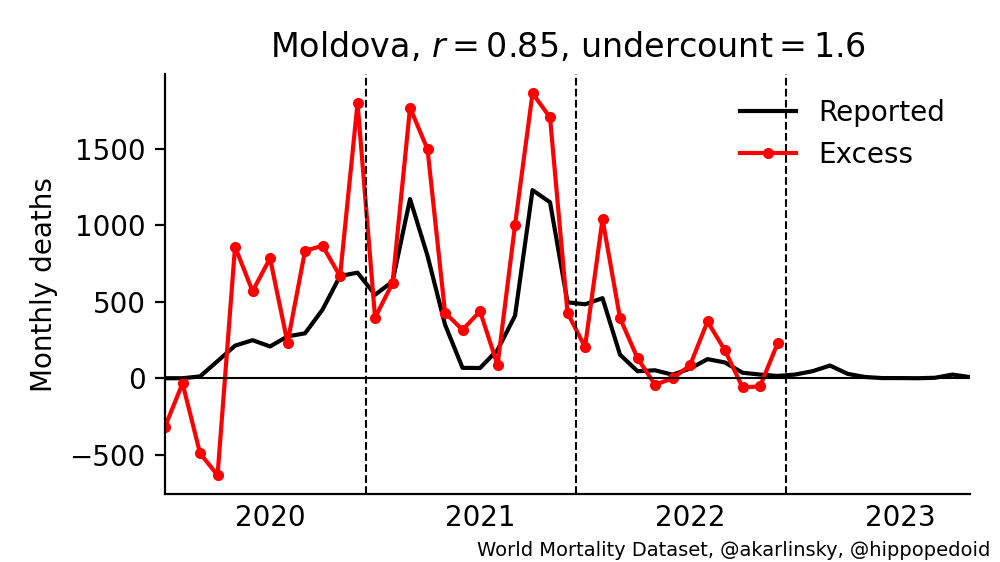 Moldova, r = 0.85, undercount = 1.6
Reported
Excess
Monthly deaths
1500
1000
500
0
−500
2020 2021 2022 2023
World Mortality Dataset, @akarlinsky, @hippopedoid